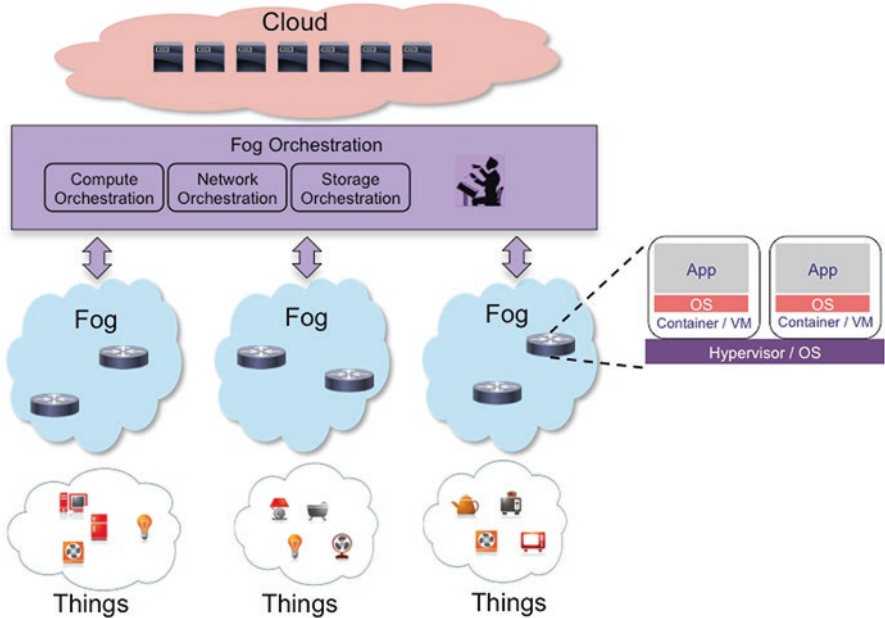 Cloud
Fog Orchestration
Compute
Orchestration
Network
Orchestration
Storage
Orchestration
Fog
Fog
Fog
App
OS
Container / VM
App
OS
Container / VM
Hypervisor / OS
Things
Things
Things